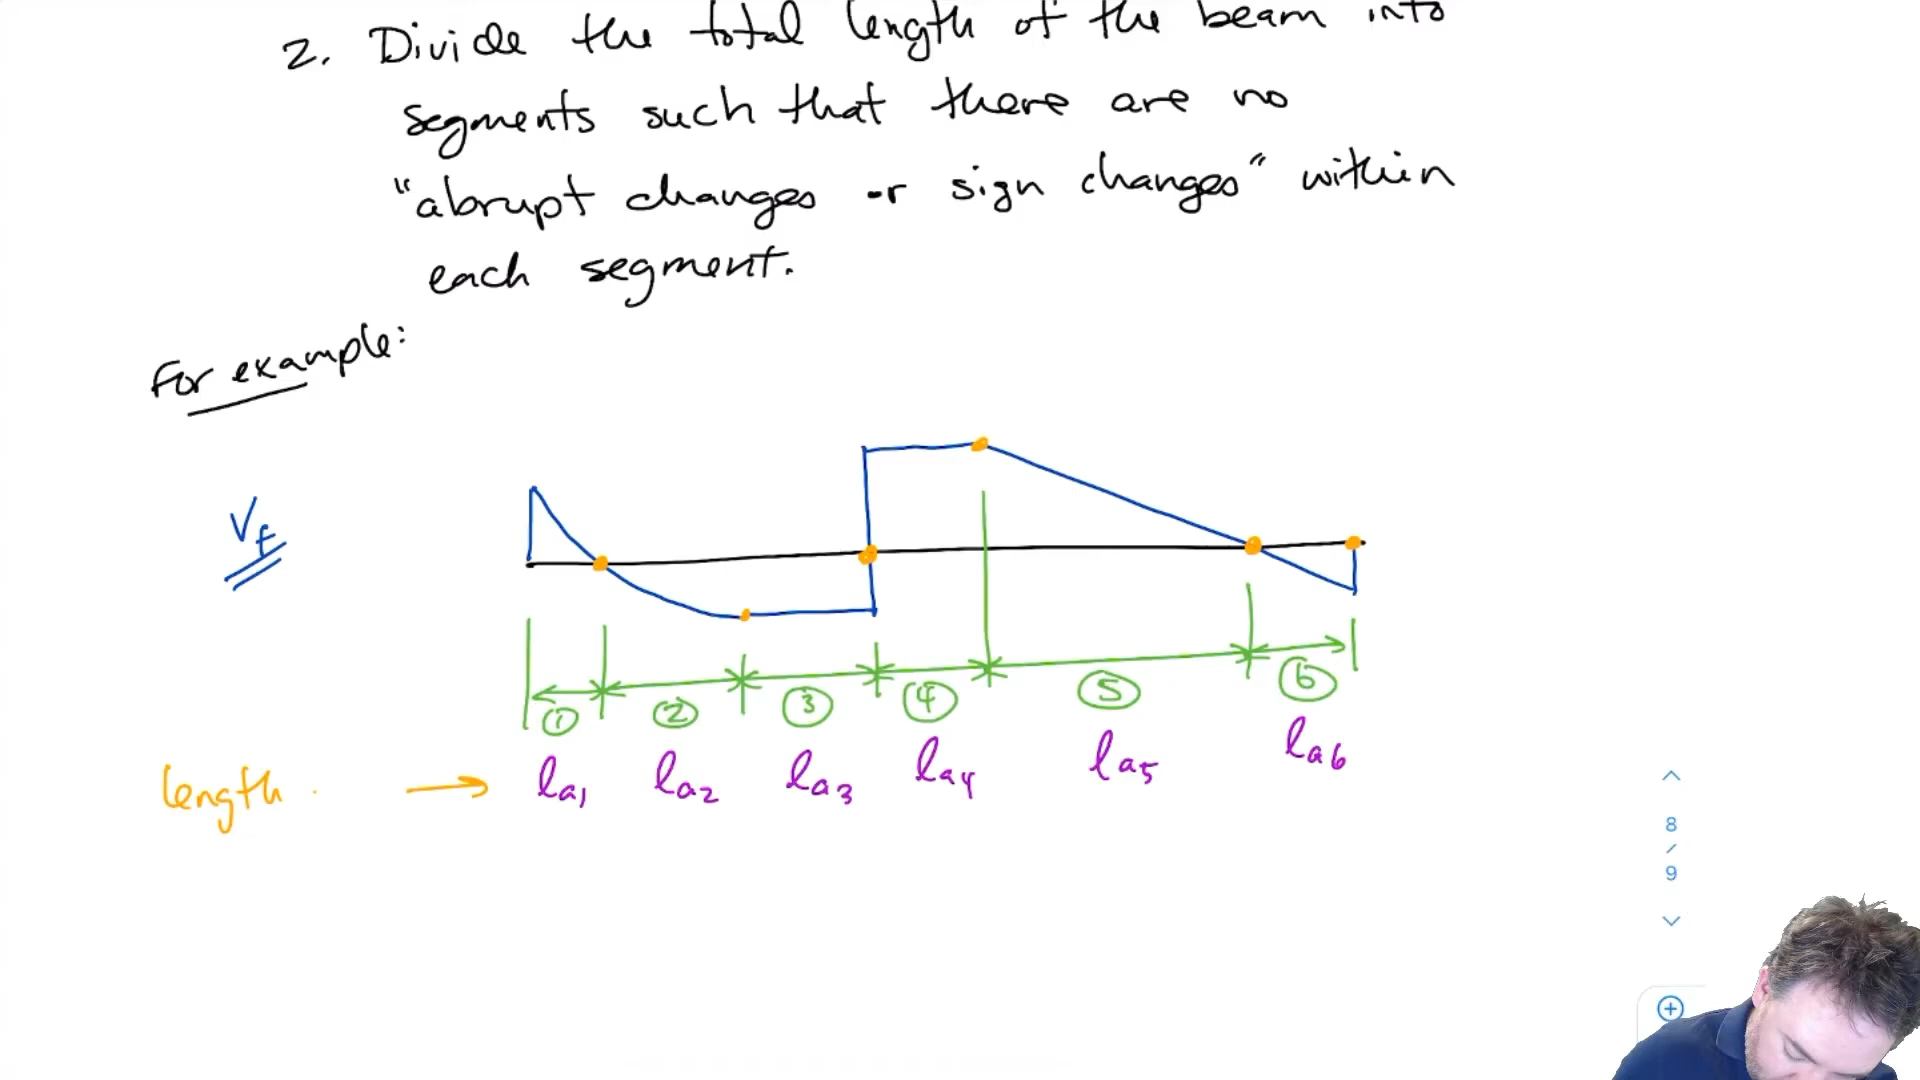 2. Divide the total length of the beam into
segments such that there are no
"abrupt changes or sign changes" within
each segment.
For example:
Vf
1 2 3 4 5 6
length. → la1 la2 la3 la4 la5 la6
8
/
9